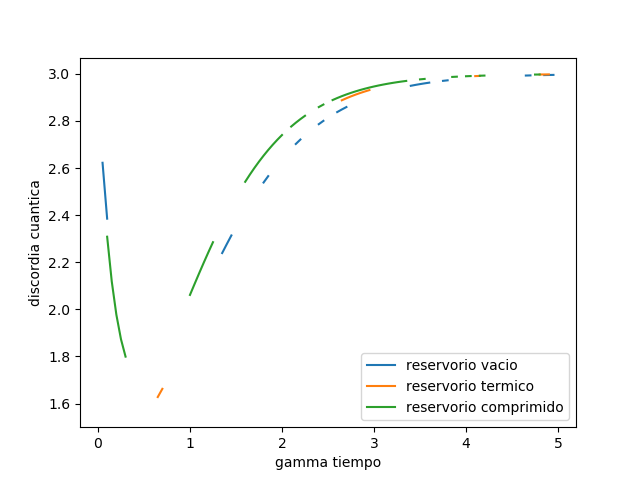 3.0
2.8
2.6
2.4
2.2
2.0
1.8
1.6
discordia cuantica
reservorio vacio
reservorio termico
reservorio comprimido
0 1 2 3 4 5
gamma tiempo